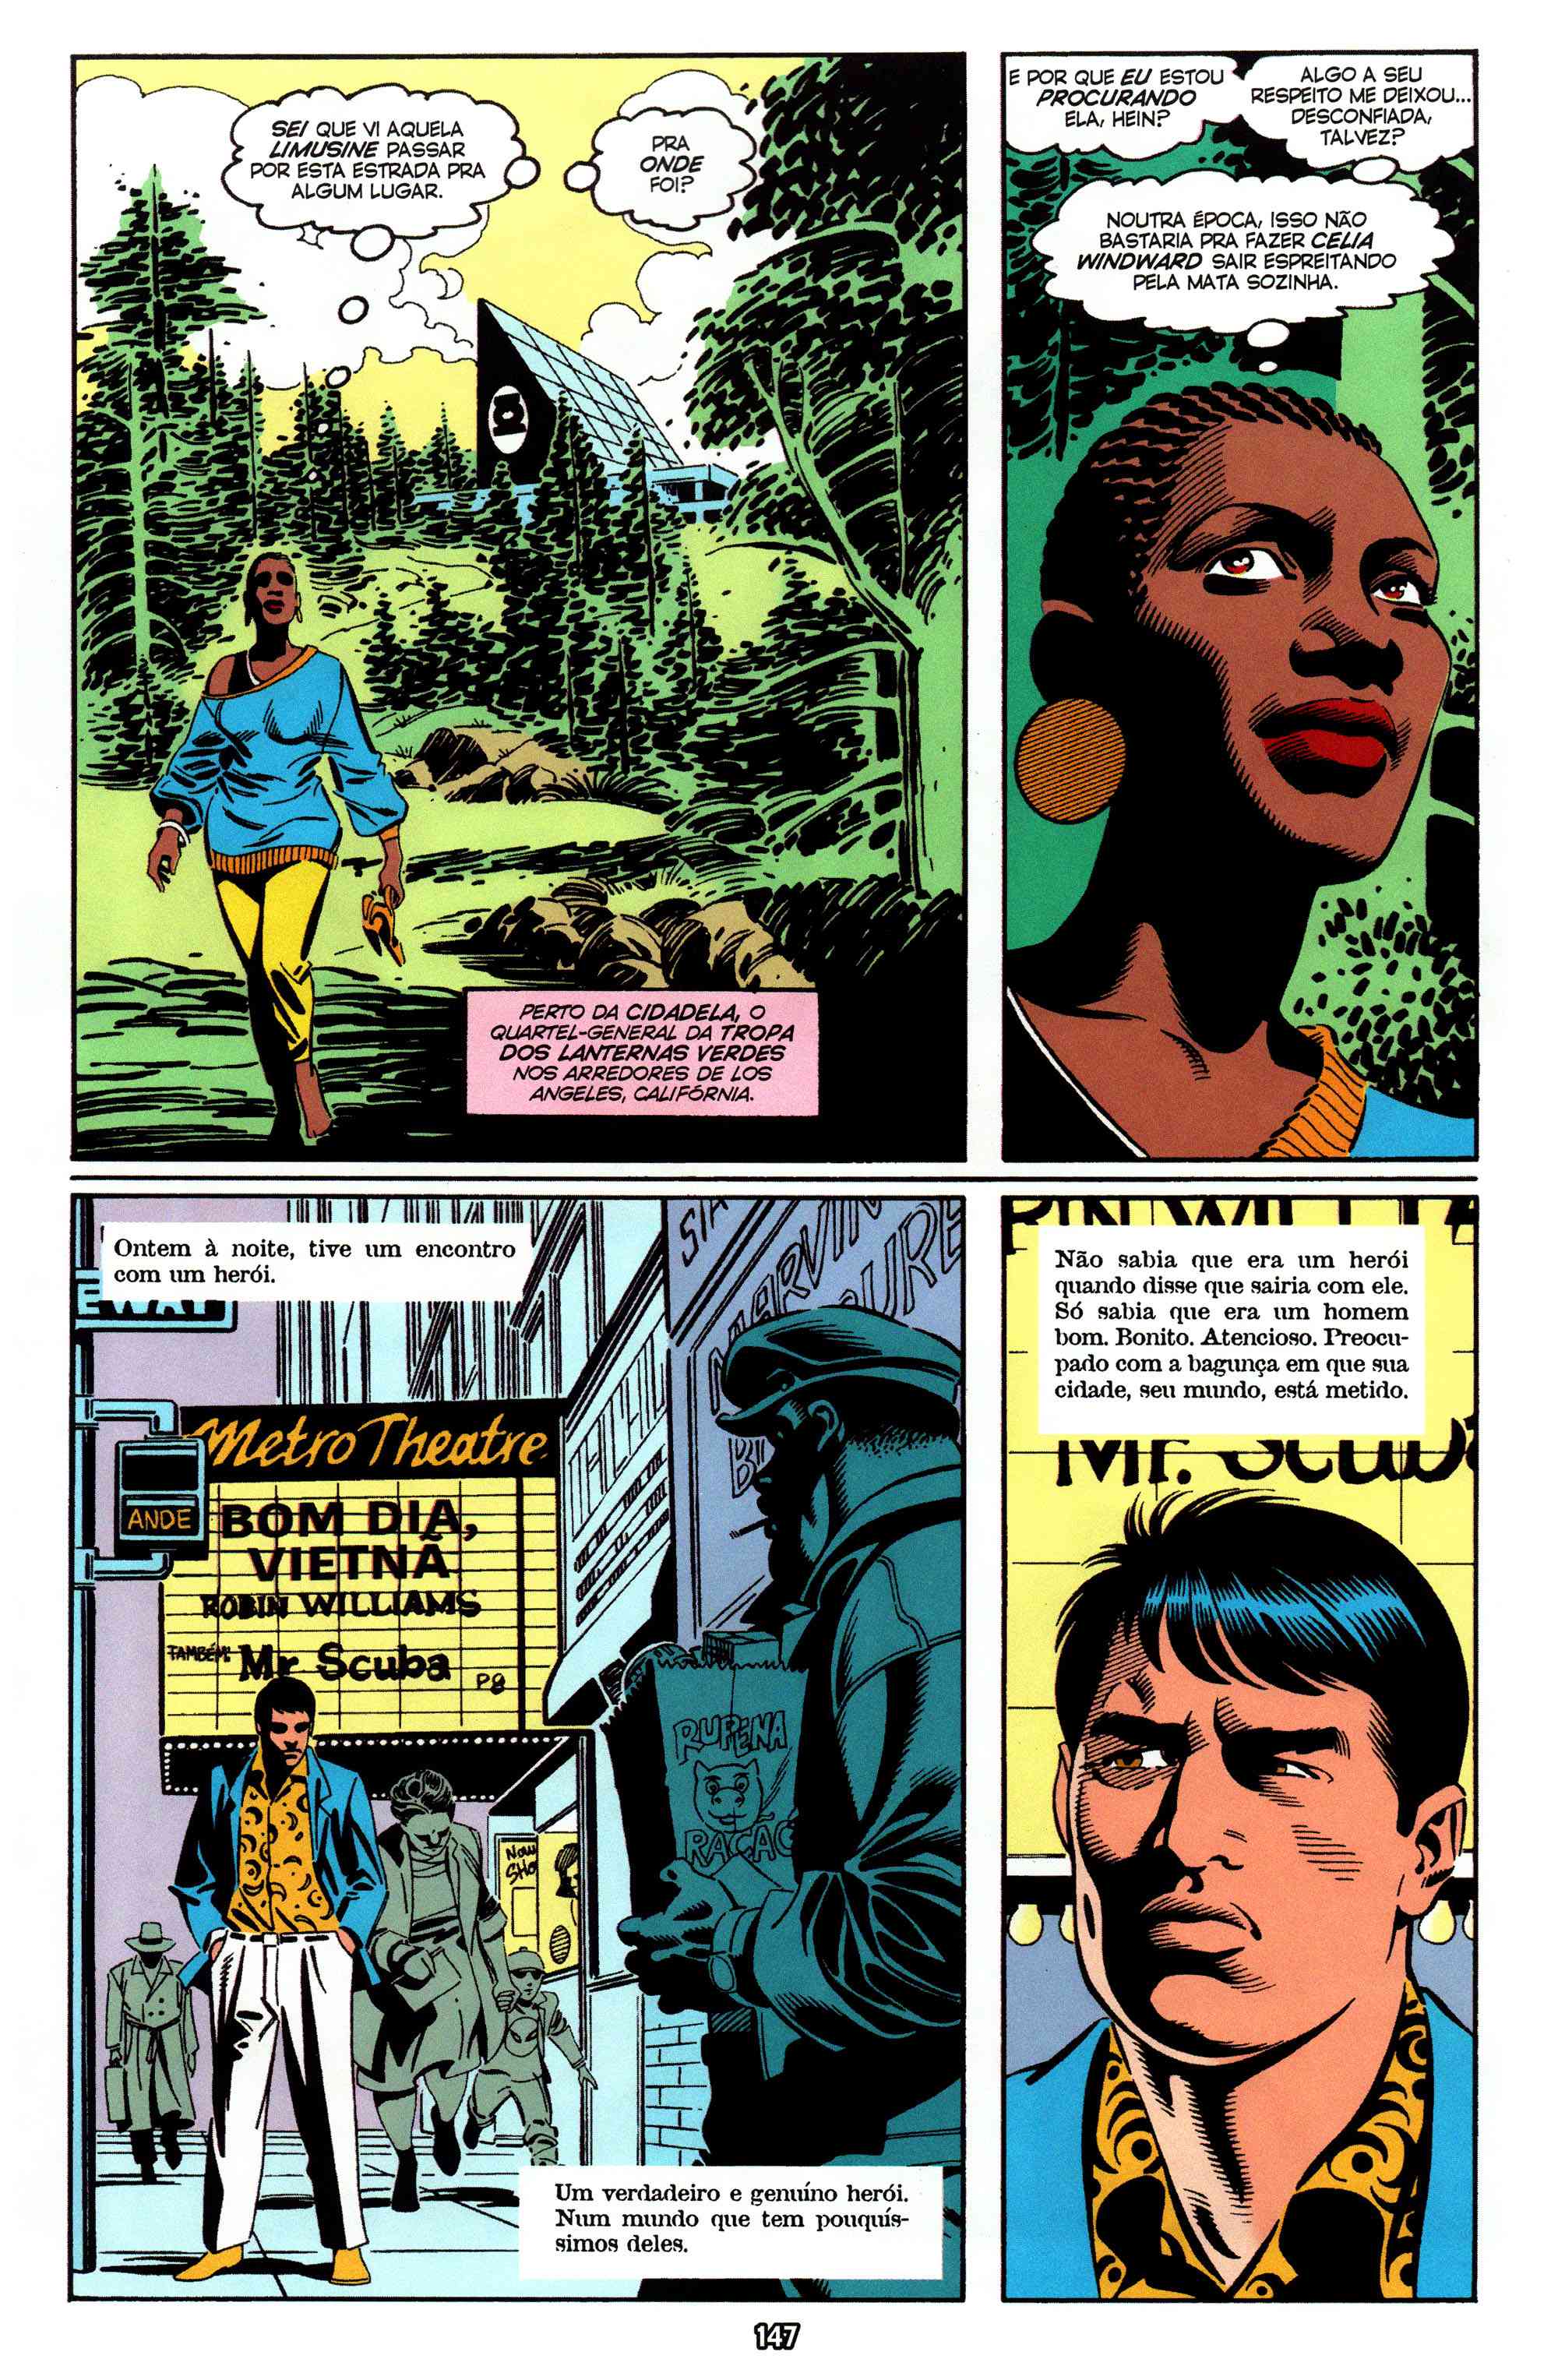 SEI QUE VI AQUELA
LIMUSINE PASSAR
POR ESTA ESTRADA PRA
ALGUM LUGAR.
PRA
ONDE
FOI?
PERTO DA CIDADELA, O
QUARTEL-GENERAL DA TROPA
DOS LANTERNAS VERDES
NOS ARREDORES DE LOS
ANGELES, CALIFÓRNIA.
E POR QUE EU ESTOU
PROCURANDO
ELA, HEIN?
ALGO A SEU
RESPEITO ME DEIXOU...
DESCONFIADA,
TALVEZ?
NOUTRA ÉPOCA, ISSO NÃO
BASTARIA PRA FAZER CELIA
WINDWARD SAIR ESPREITANDO
PELA MATA SOZINHA.
Ontem à noite, tive um encontro
com um herói.
Metro Theatre
ANDE
BOM DIA,
VIETNÃ
ROBIN WILLIAMS
TAMBÉM:
Mr Scuba
PG
NOW
RUPENA
RAÇÃO
Um verdadeiro e genuíno herói.
Num mundo que tem pouquís-
simos deles.
Não sabia que era um herói
quando disse que sairia com ele.
Só sabia que era um homem
bom. Bonito. Atencioso. Preocu-
pado com a bagunça em que sua
cidade, seu mundo, está metido.
Mr. Scuba
147